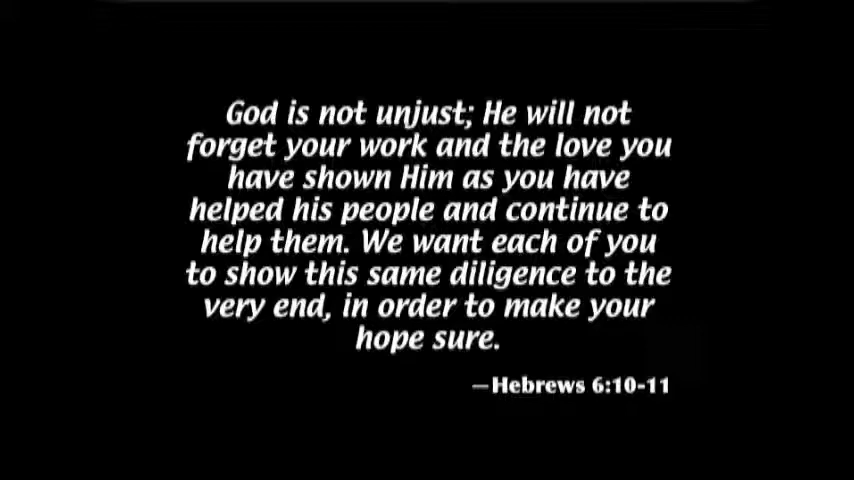 God is not unjust; He will not
forget your work and the love you
have shown Him as you have
helped his people and continue to
help them. We want each of you
to show this same diligence to the
very end, in order to make your
hope sure.
—Hebrews 6:10-11